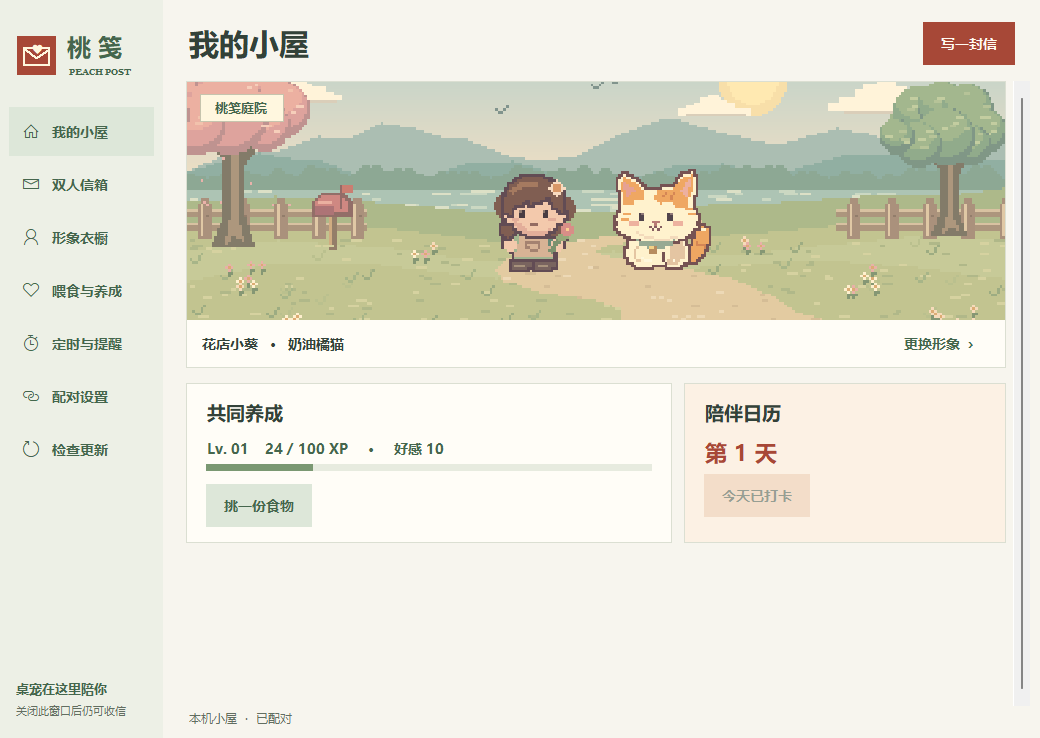 桃笺
PEACH POST
我的小屋
双人信箱
形象衣橱
喂食与养成
定时与提醒
配对设置
检查更新
桌宠在这里陪你
关闭此窗口后仍可收信
我的小屋
写一封信
桃笺庭院
花店小葵 • 奶油橘猫
更换形象 ›
共同养成
Lv. 01 24 / 100 XP • 好感 10
挑一份食物
陪伴日历
第 1 天
今天已打卡
本机小屋 · 已配对